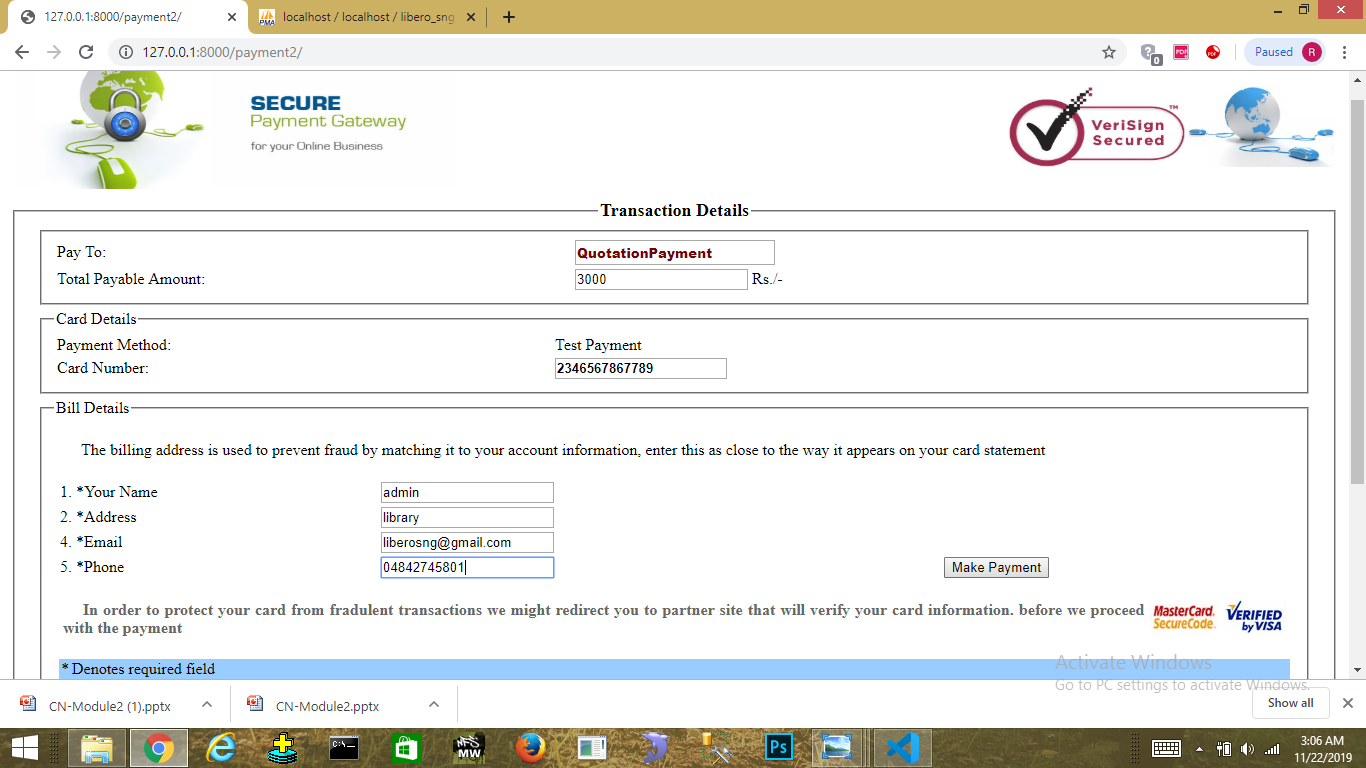 127.0.0.1:8000/payment2/
localhost / localhost / libero_sng
127.0.0.1:8000/payment2/
PDF
0
Paused
R
SECURE
Payment Gateway
for your Online Business
VeriSign
Secured
TM
Transaction Details
Pay To:
QuotationPayment
Total Payable Amount:
3000 Rs./-
Card Details
Payment Method:
Test Payment
Card Number:
2346567867789
Bill Details
The billing address is used to prevent fraud by matching it to your account information, enter this as close to the way it appears on your card statement
1. *Your Name
admin
2. *Address
library
4. *Email
liberosng@gmail.com
5. *Phone
04842745801
Make Payment
In order to protect your card from fradulent transactions we might redirect you to partner site that will verify your card information. before we proceed
with the payment
MasterCard.
SecureCode.
VERIFIED
by VISA
* Denotes required field
Activate Windows
Go to PC settings to activate Windows.
CN-Module2 (1).pptx
CN-Module2.pptx
Show all
MW
Ps
3:06 AM
11/22/2019